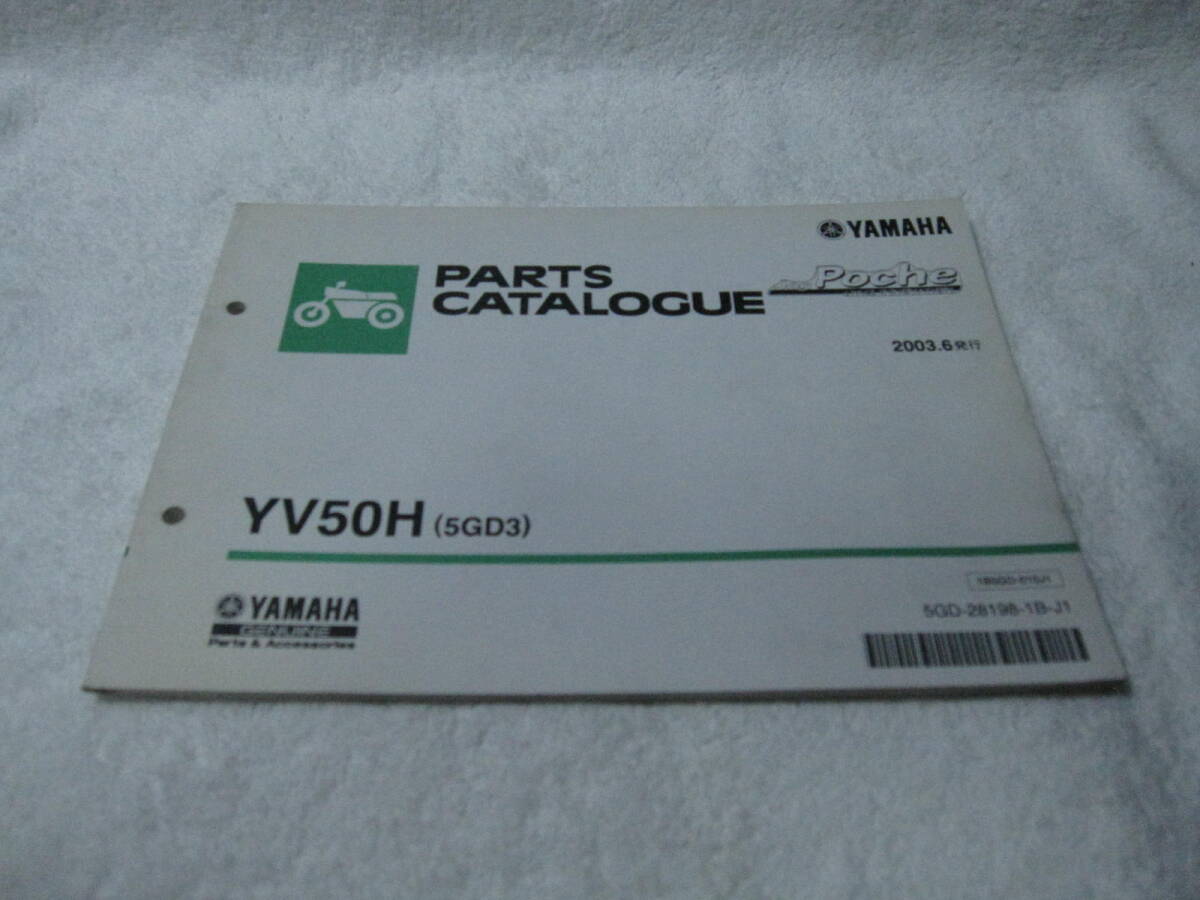 YAMAHA
PARTS
CATALOGUE
Poche
2003.6発行
YV50H (5GD3)
YAMAHA
GENUINE
Parts & Accessories
5GD-28198-1B-J1